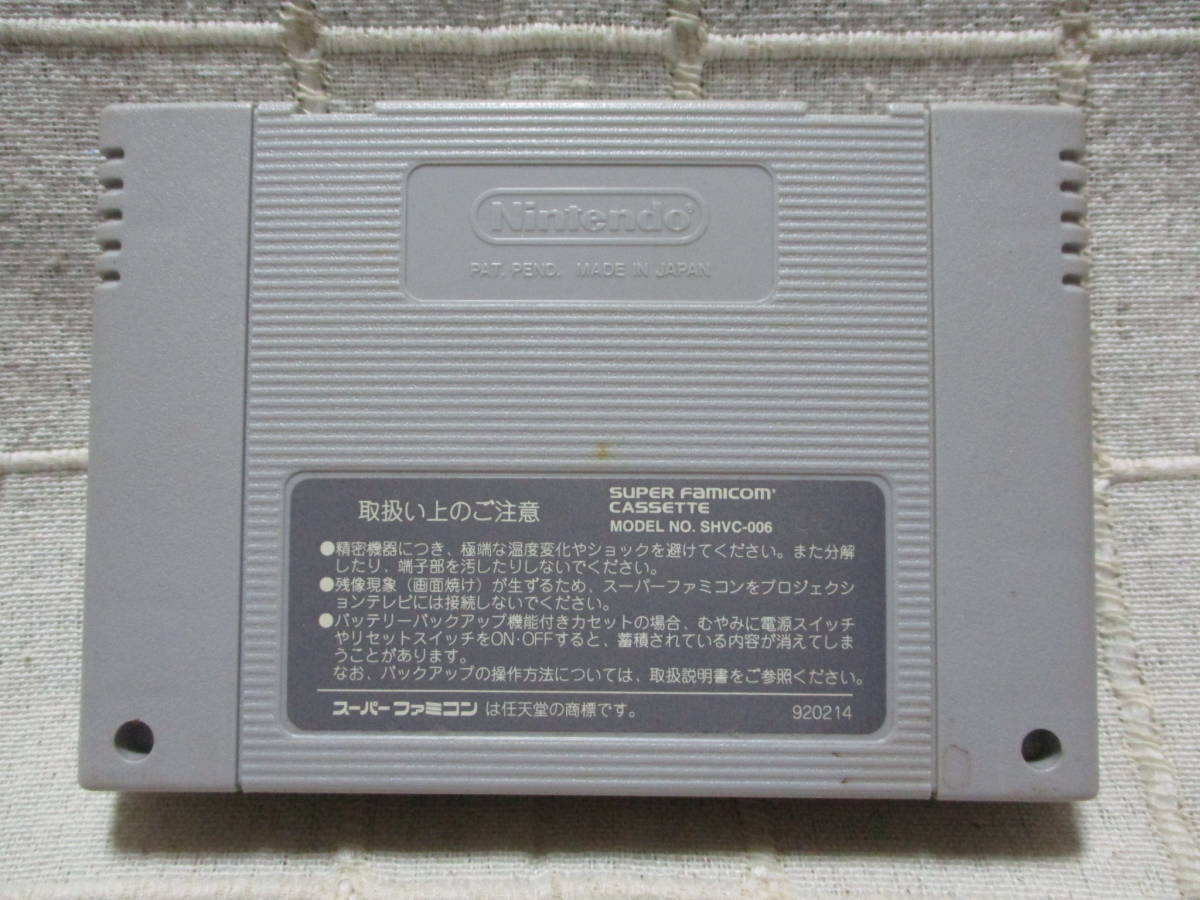 Nintendo®
PAT. PEND. MADE IN JAPAN
取扱い上のご注意
SUPER FAMICOM
CASSETTE
MODEL NO. SHVC-006
●精密機器につき、極端な温度変化やショックを避けてください。また分解
したり、端子部を汚したりしないでください。
●残像現象（画面焼け）が生ずるため、スーパーファミコンをプロジェクシ
ョンテレビには接続しないでください。
●バッテリーバックアップ機能付きカセットの場合、むやみに電源スイッチ
やリセットスイッチをON・OFFすると、蓄積されている内容が消えてしま
うことがあります。
なお、バックアップの操作方法については、取扱説明書をご参照ください。
スーパーファミコン は任天堂の商標です。
920214